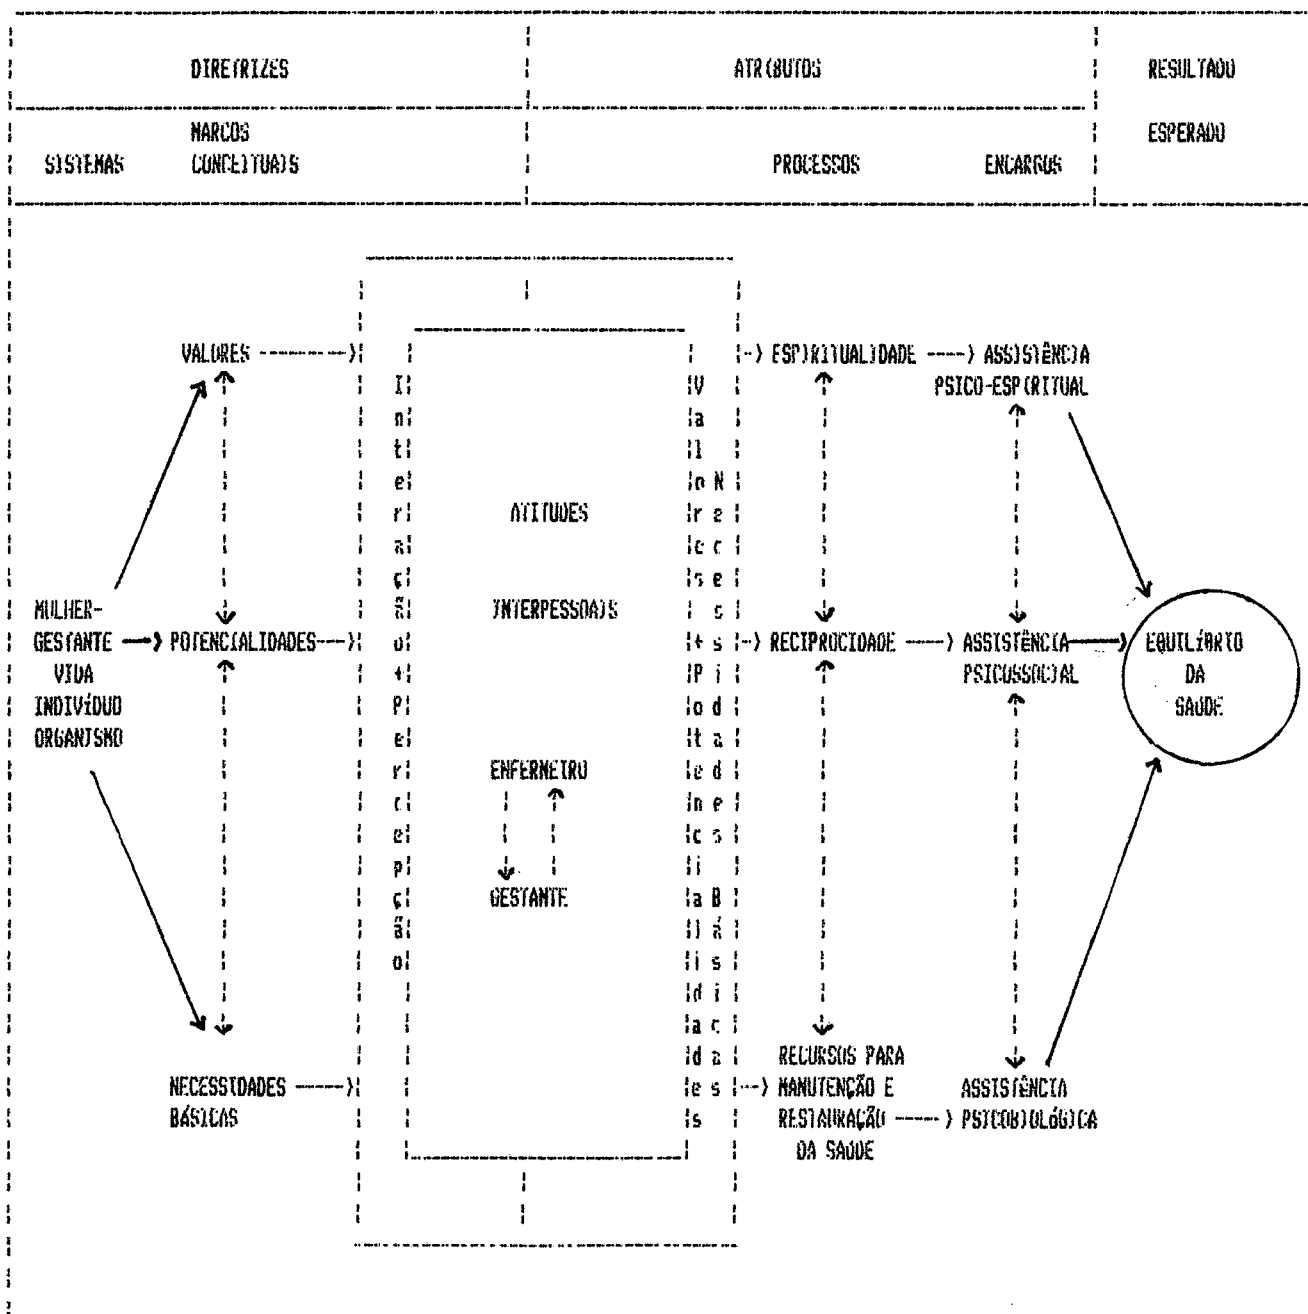 DIRETRIZES
ATRIBUTOS
RESULTADO
ESPERADO
MARCOS
SISTEMAS CONCEITUAIS
PROCESSOS
ENCARGOS
VALORES
ESPIRITUALIDADE
ASSISTÊNCIA
PSICO-ESPIRITUAL
Interação+Percepção
ATITUDES
INTERPESSOAIS
ENFERMEIRO
GESTANTE
Valores+Potencialidades
Necessidades Básicas
MULHER-
GESTANTE
VIDA
INDIVÍDUO
ORGANISMO
POTENCIALIDADES
RECIPROCIDADE
ASSISTÊNCIA
PSICOSSOCIAL
EQUILÍBRIO
DA
SAÚDE
NECESSIDADES
BÁSICAS
RECURSOS PARA
MANUTENÇÃO E
RESTAURAÇÃO
DA SAÚDE
ASSISTÊNCIA
PSICOBIOLÓGICA